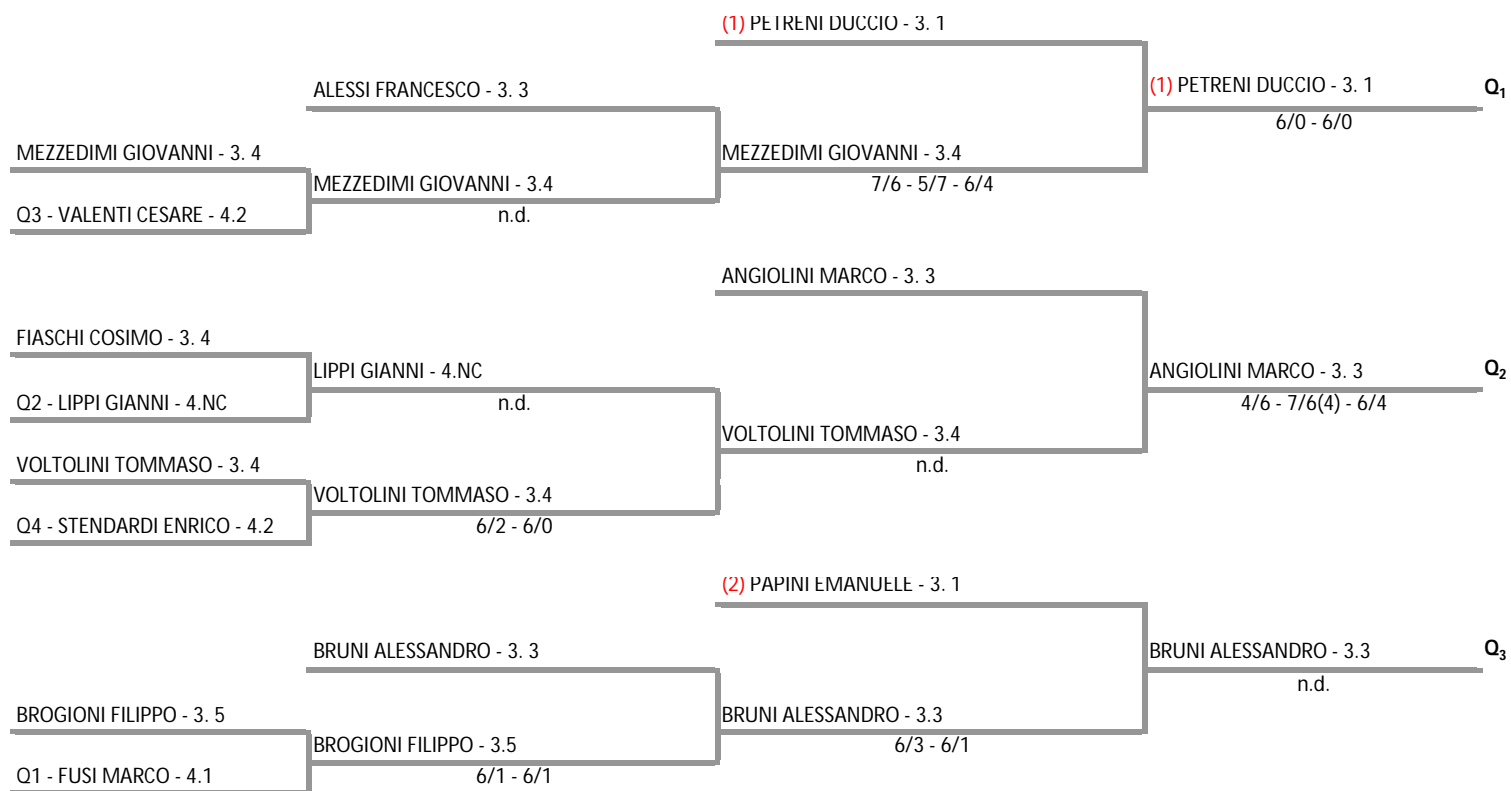 (1) PETRENI DUCCIO - 3. 1
ALESSI FRANCESCO - 3. 3
(1) PETRENI DUCCIO - 3. 1
Q1
6/0 - 6/0
MEZZEDIMI GIOVANNI - 3. 4
MEZZEDIMI GIOVANNI - 3.4
MEZZEDIMI GIOVANNI - 3.4
7/6 - 5/7 - 6/4
Q3 - VALENTI CESARE - 4.2
n.d.
ANGIOLINI MARCO - 3. 3
FIASCHI COSIMO - 3. 4
LIPPI GIANNI - 4.NC
ANGIOLINI MARCO - 3. 3
Q2
Q2 - LIPPI GIANNI - 4.NC
n.d.
4/6 - 7/6(4) - 6/4
VOLTOLINI TOMMASO - 3.4
VOLTOLINI TOMMASO - 3. 4
n.d.
VOLTOLINI TOMMASO - 3.4
Q4 - STENDARDI ENRICO - 4.2
6/2 - 6/0
(2) PAPINI EMANUELE - 3. 1
BRUNI ALESSANDRO - 3. 3
BRUNI ALESSANDRO - 3.3
Q3
n.d.
BROGIONI FILIPPO - 3. 5
BRUNI ALESSANDRO - 3.3
BROGIONI FILIPPO - 3.5
6/3 - 6/1
Q1 - FUSI MARCO - 4.1
6/1 - 6/1